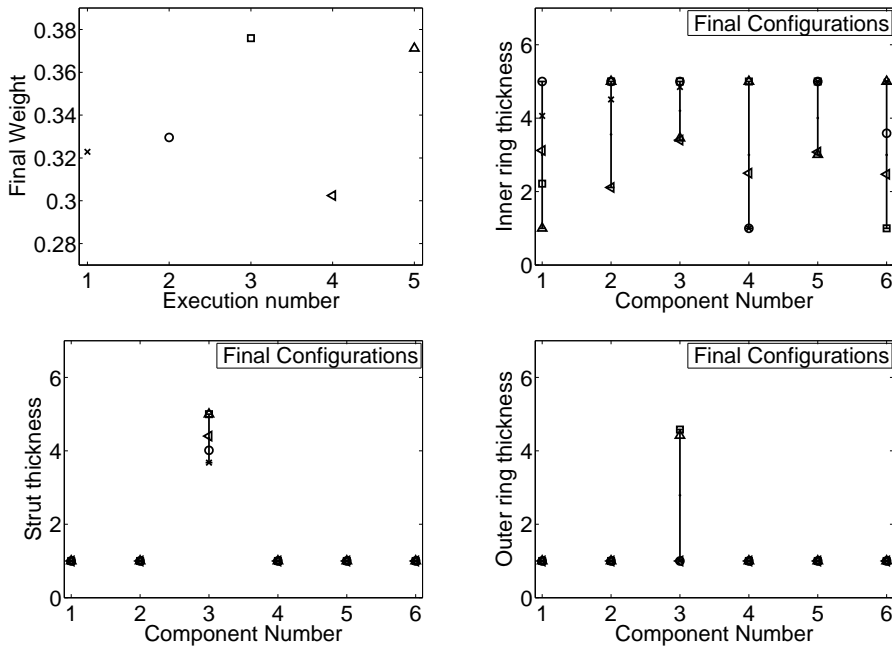 0.38
0.36
0.34
0.32
0.3
0.28
Final Weight
1 2 3 4 5
Execution number
Final Configurations
6
4
2
0
Inner ring thickness
1 2 3 4 5 6
Component Number
Final Configurations
6
4
2
0
Strut thickness
1 2 3 4 5 6
Component Number
Final Configurations
6
4
2
0
Outer ring thickness
1 2 3 4 5 6
Component Number